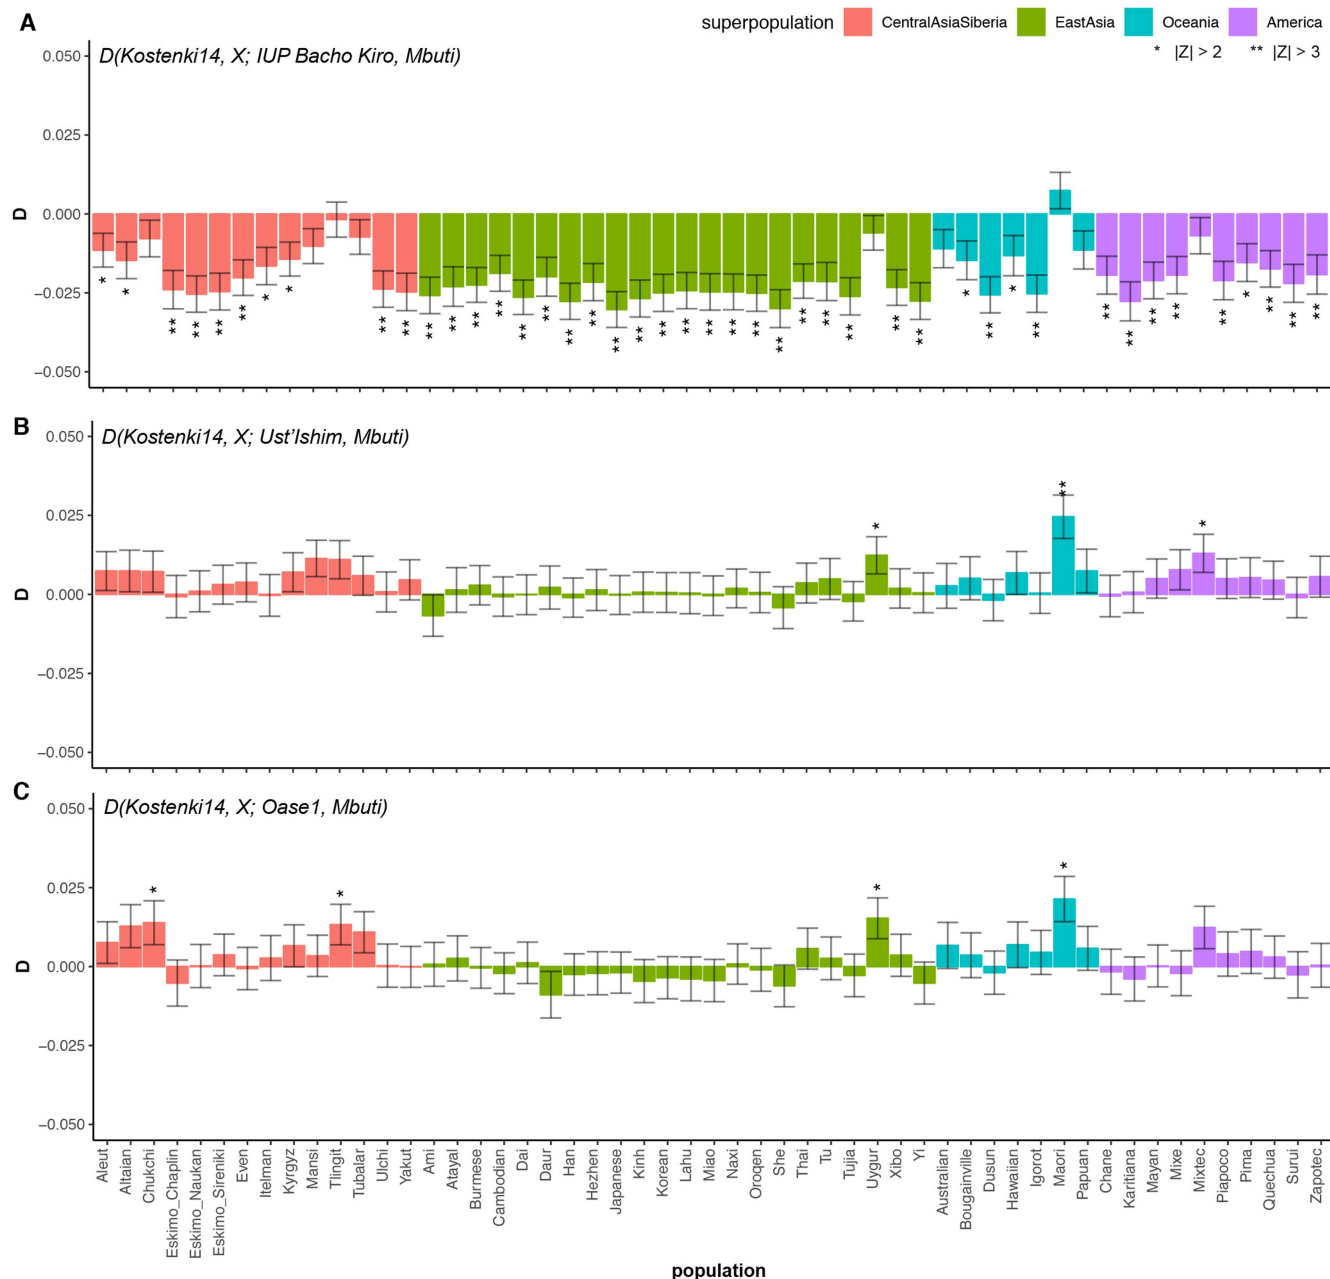 A
superpopulation CentralAsiaSiberia EastAsia Oceania America
* |Z| > 2 ** |Z| > 3
D(Kostenki14, X; IUP Bacho Kiro, Mbuti)
0.050
0.025
0.000
−0.025
−0.050
D
* * ** ** ** ** * * ** ** ** ** ** ** ** ** ** ** ** ** ** ** ** ** ** ** ** ** ** ** ** * ** * ** ** ** ** ** ** * ** ** **
B
D(Kostenki14, X; Ust'Ishim, Mbuti)
0.050
0.025
0.000
−0.025
−0.050
D
* ** *
C
D(Kostenki14, X; Oase1, Mbuti)
0.050
0.025
0.000
−0.025
−0.050
D
* * * *
Aleut
Altaian
Chukchi
Eskimo_Chaplin
Eskimo_Naukan
Eskimo_Sireniki
Even
Itelman
Kyrgyz
Mansi
Tlingit
Tubalar
Ulchi
Yakut
Ami
Atayal
Burmese
Cambodian
Dai
Daur
Han
Hezhen
Japanese
Kinh
Korean
Lahu
Miao
Naxi
Oroqen
She
Thai
Tu
Tujia
Uygur
Xibo
Yi
Australian
Bougainville
Dusun
Hawaiian
Igorot
Maori
Papuan
Chane
Karitiana
Mayan
Mixe
Mixtec
Piapoco
Pima
Quechua
Surui
Zapotec
population